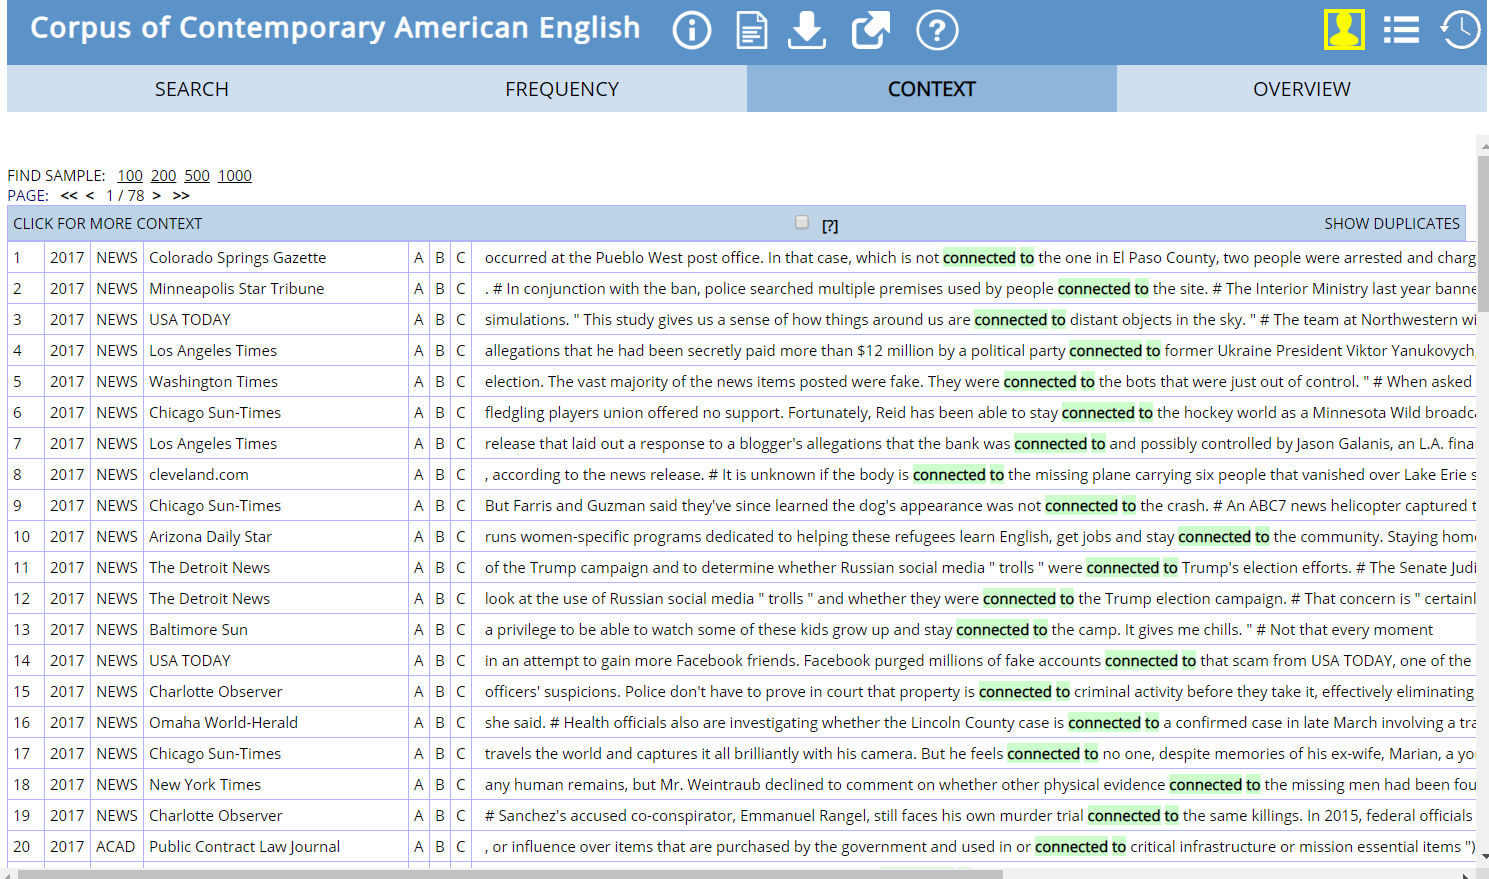 Corpus of Contemporary American English
SEARCH FREQUENCY CONTEXT OVERVIEW
FIND SAMPLE: 100 200 500 1000
PAGE: << < 1 / 78 > >>
CLICK FOR MORE CONTEXT [?] SHOW DUPLICATES
1 2017 NEWS Colorado Springs Gazette A B C occurred at the Pueblo West post office. In that case, which is not connected to the one in El Paso County, two people were arrested and charg
2 2017 NEWS Minneapolis Star Tribune A B C . # In conjunction with the ban, police searched multiple premises used by people connected to the site. # The Interior Ministry last year banne
3 2017 NEWS USA TODAY A B C simulations. " This study gives us a sense of how things around us are connected to distant objects in the sky. " # The team at Northwestern wi
4 2017 NEWS Los Angeles Times A B C allegations that he had been secretly paid more than $12 million by a political party connected to former Ukraine President Viktor Yanukovych,
5 2017 NEWS Washington Times A B C election. The vast majority of the news items posted were fake. They were connected to the bots that were just out of control. " # When asked
6 2017 NEWS Chicago Sun-Times A B C fledgling players union offered no support. Fortunately, Reid has been able to stay connected to the hockey world as a Minnesota Wild broadc
7 2017 NEWS Los Angeles Times A B C release that laid out a response to a blogger's allegations that the bank was connected to and possibly controlled by Jason Galanis, an L.A. fina
8 2017 NEWS cleveland.com A B C , according to the news release. # It is unknown if the body is connected to the missing plane carrying six people that vanished over Lake Erie s
9 2017 NEWS Chicago Sun-Times A B C But Farris and Guzman said they've since learned the dog's appearance was not connected to the crash. # An ABC7 news helicopter captured t
10 2017 NEWS Arizona Daily Star A B C runs women-specific programs dedicated to helping these refugees learn English, get jobs and stay connected to the community. Staying hom
11 2017 NEWS The Detroit News A B C of the Trump campaign and to determine whether Russian social media " trolls " were connected to Trump's election efforts. # The Senate Judi
12 2017 NEWS The Detroit News A B C look at the use of Russian social media " trolls " and whether they were connected to the Trump election campaign. # That concern is " certainl
13 2017 NEWS Baltimore Sun A B C a privilege to be able to watch some of these kids grow up and stay connected to the camp. It gives me chills. " # Not that every moment
14 2017 NEWS USA TODAY A B C in an attempt to gain more Facebook friends. Facebook purged millions of fake accounts connected to that scam from USA TODAY, one of the
15 2017 NEWS Charlotte Observer A B C officers' suspicions. Police don't have to prove in court that property is connected to criminal activity before they take it, effectively eliminating
16 2017 NEWS Omaha World-Herald A B C she said. # Health officials also are investigating whether the Lincoln County case is connected to a confirmed case in late March involving a tra
17 2017 NEWS Chicago Sun-Times A B C travels the world and captures it all brilliantly with his camera. But he feels connected to no one, despite memories of his ex-wife, Marian, a yo
18 2017 NEWS New York Times A B C any human remains, but Mr. Weintraub declined to comment on whether other physical evidence connected to the missing men had been fou
19 2017 NEWS Charlotte Observer A B C # Sanchez's accused co-conspirator, Emmanuel Rangel, still faces his own murder trial connected to the same killings. In 2015, federal officials
20 2017 ACAD Public Contract Law Journal A B C , or influence over items that are purchased by the government and used in or connected to critical infrastructure or mission essential items ")